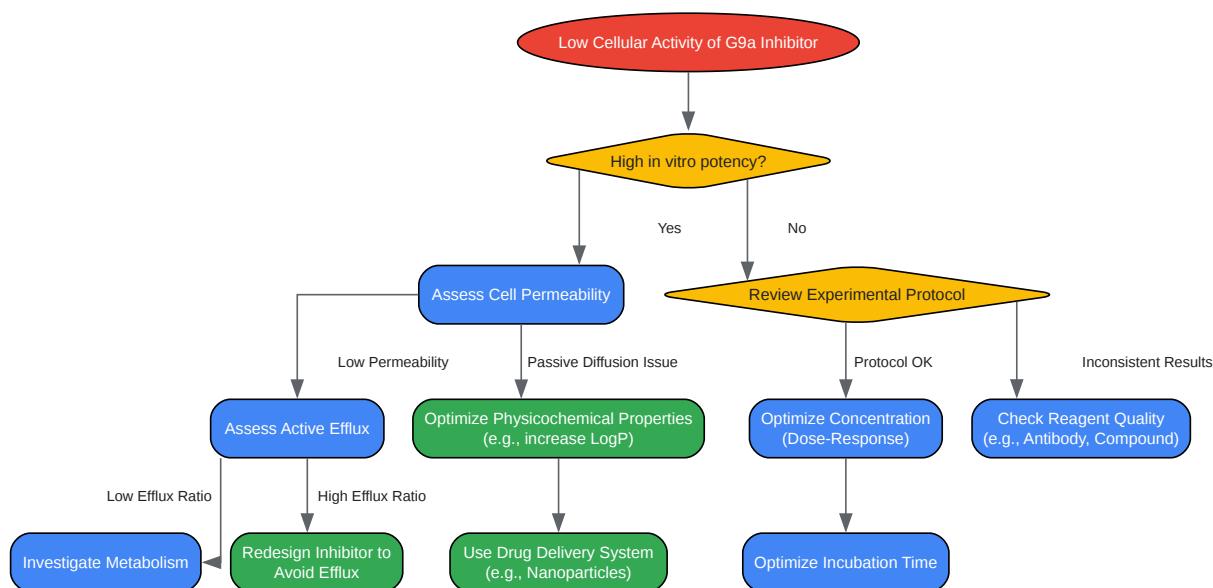 Low Cellular Activity of G9a Inhibitor
High in vitro potency?
Yes
No
Assess Cell Permeability
Review Experimental Protocol
Low Permeability
Passive Diffusion Issue
Protocol OK
Inconsistent Results
Assess Active Efflux
Optimize Physicochemical Properties
(e.g., increase LogP)
Optimize Concentration
(Dose-Response)
Check Reagent Quality
(e.g., Antibody, Compound)
Low Efflux Ratio
High Efflux Ratio
Investigate Metabolism
Redesign Inhibitor to
Avoid Efflux
Use Drug Delivery System
(e.g., Nanoparticles)
Optimize Incubation Time